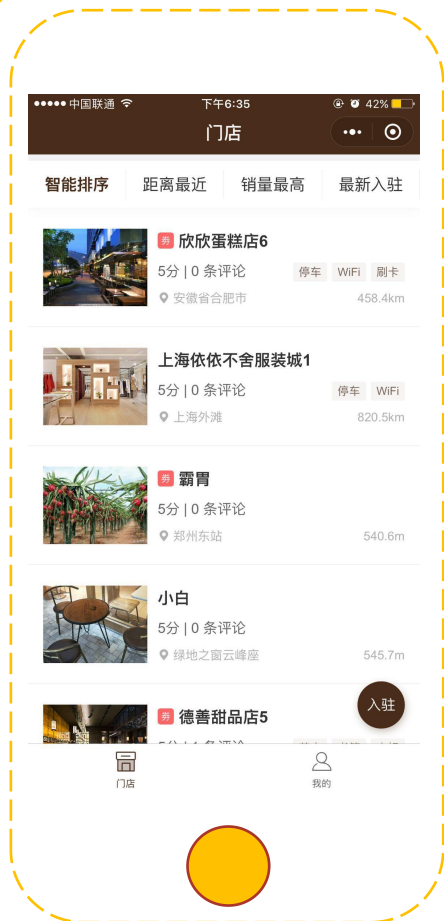 中国联通 下午6:35 42%
门店
智能排序 距离最近 销量最高 最新入驻
券 欣欣蛋糕店6
5分 | 0 条评论 停车 WiFi 刷卡
安徽省合肥市 458.4km
上海依依不舍服装城1
5分 | 0 条评论 停车 WiFi
上海外滩 820.5km
券 霸胃
5分 | 0 条评论
郑州东站 540.6m
小白
5分 | 0 条评论
绿地之窗云峰座 545.7m
入驻
券 德善甜品店5
门店 我的